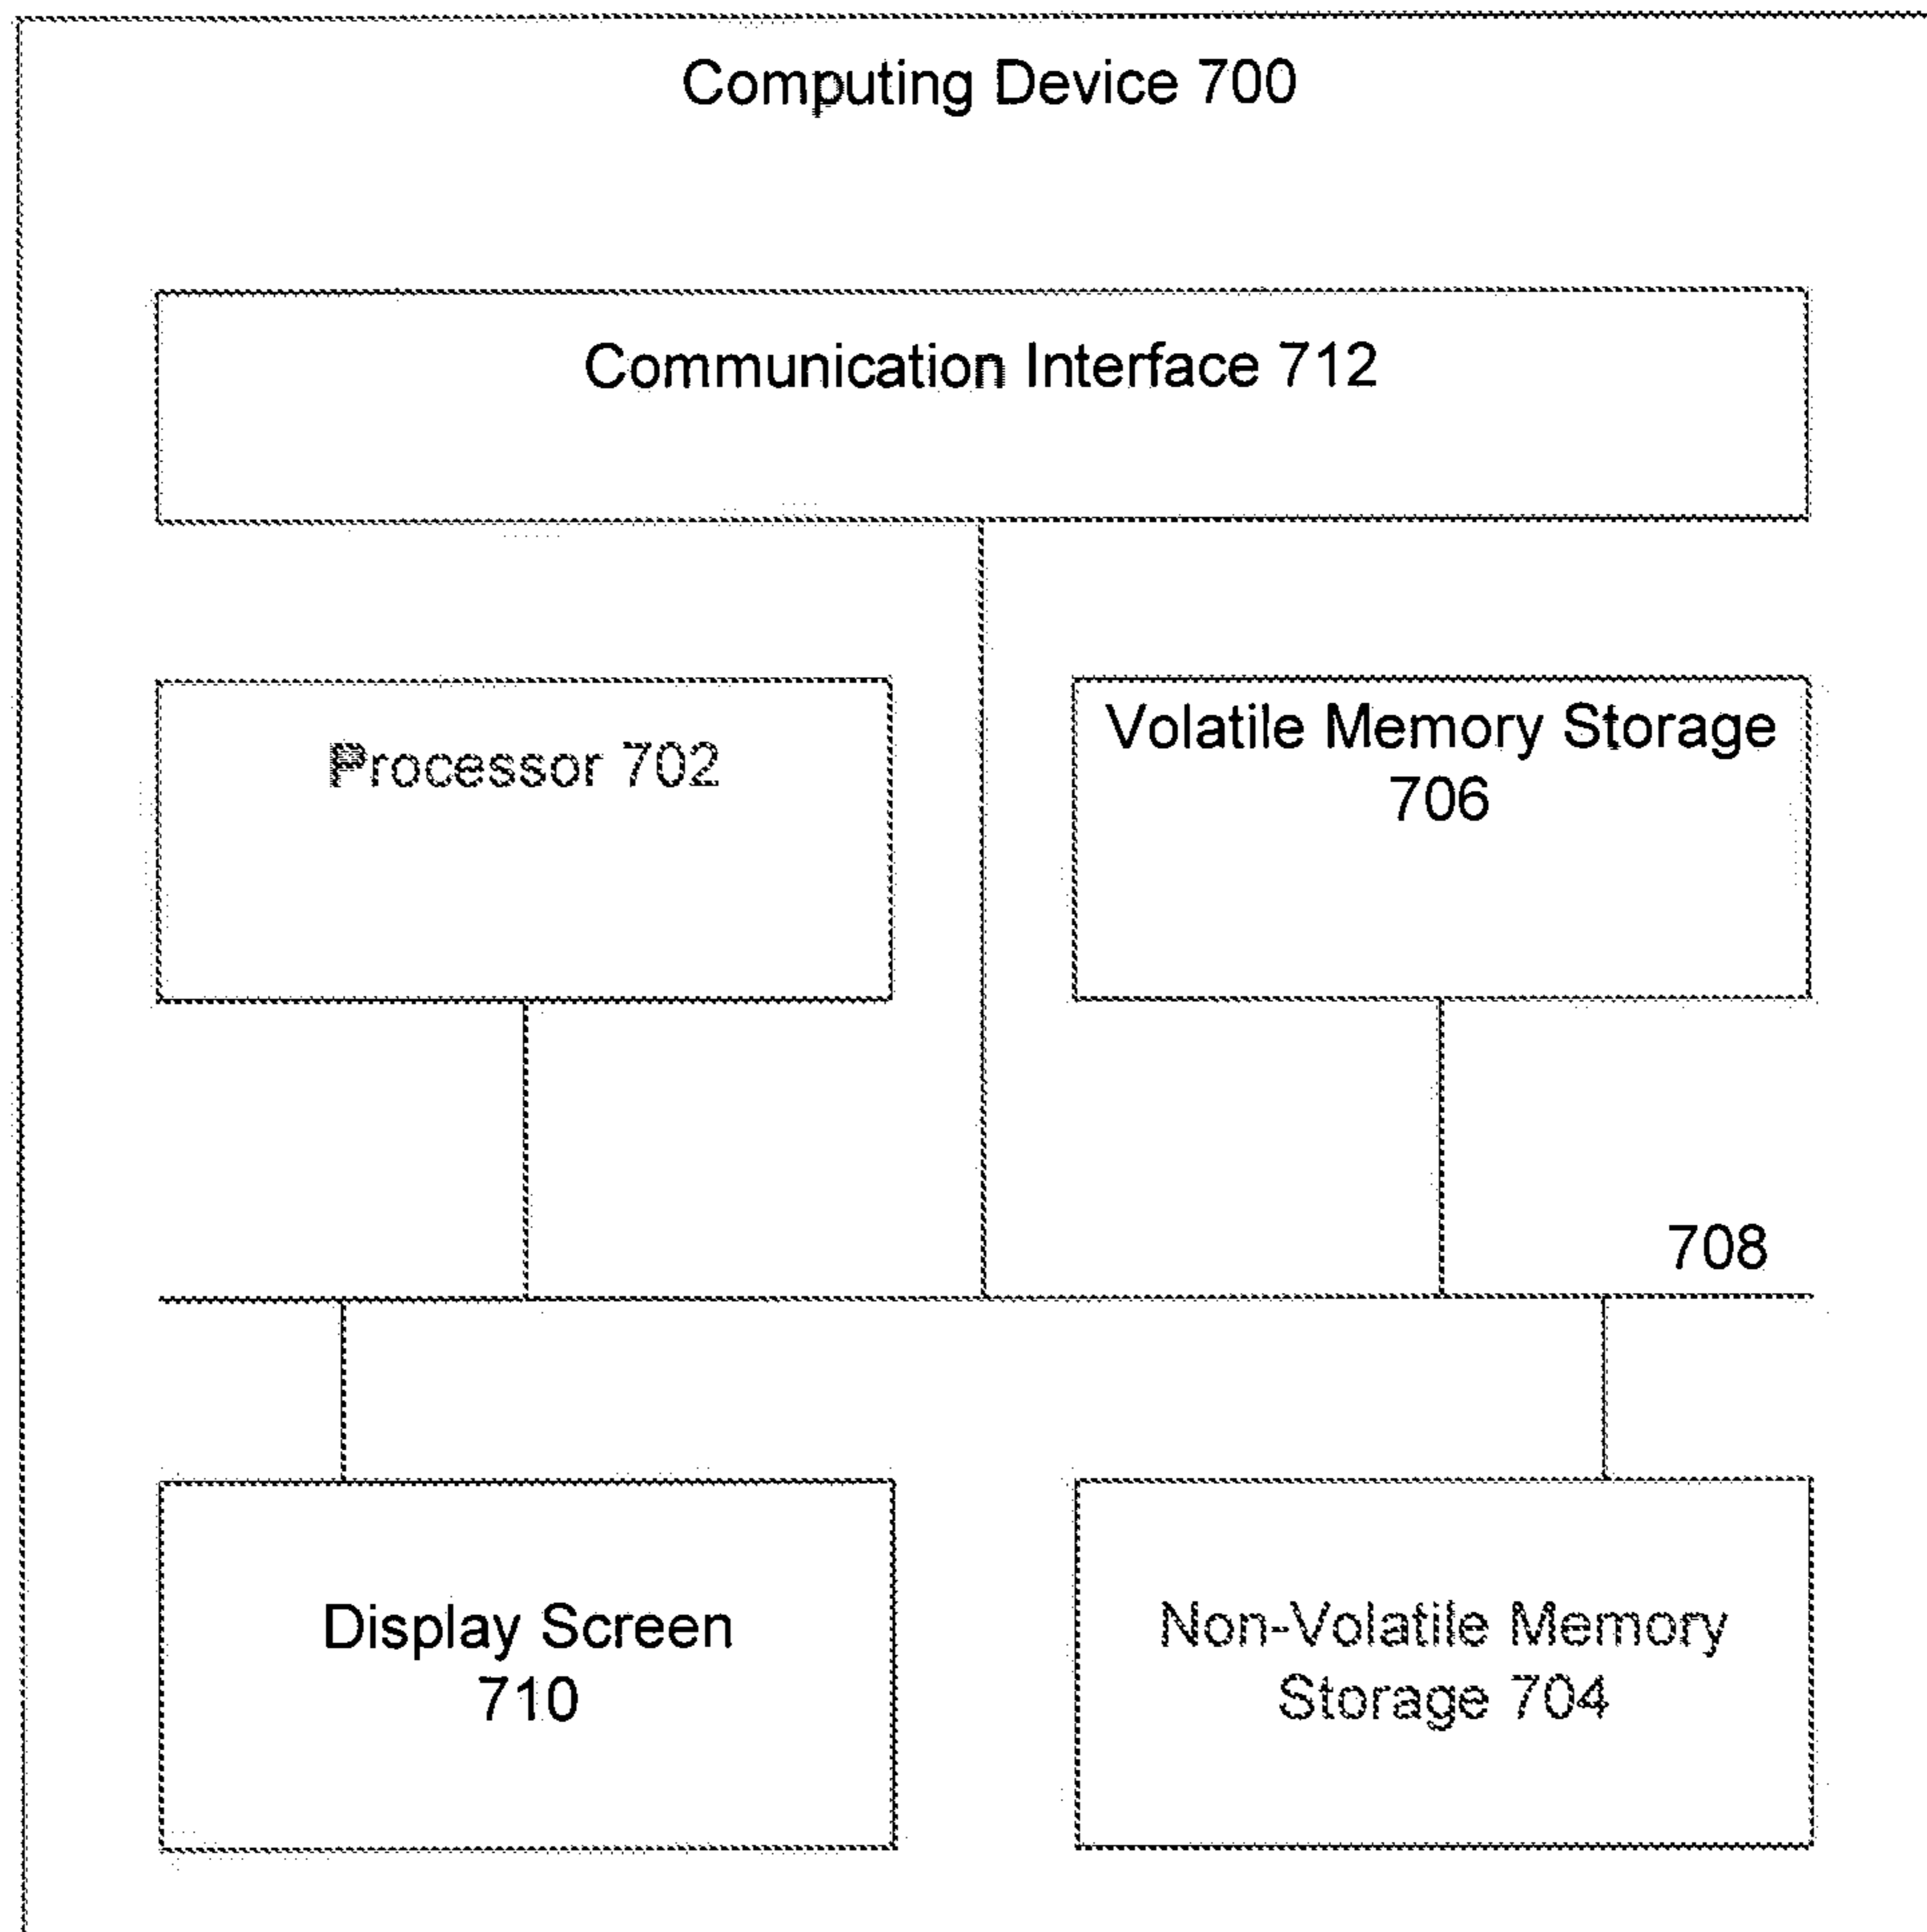 Computing Device 700
Communication Interface 712
Processor 702
Volatile Memory Storage
706
708
Display Screen
710
Non-Volatile Memory
Storage 704